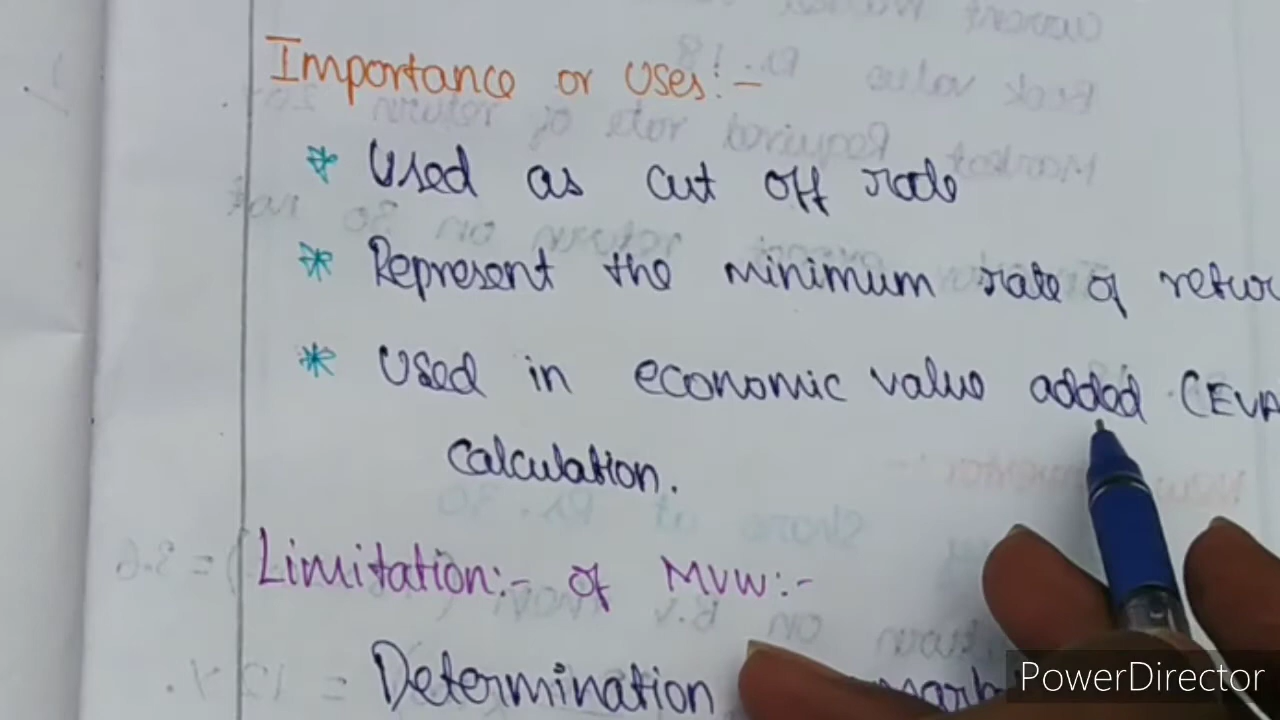 Importance or Uses:-
* Used as cut off rate
* Represent the minimum rate of retur
* Used in economic value added (EVA
calculation.
Limitation:- of MVW:-
Determination
PowerDirector